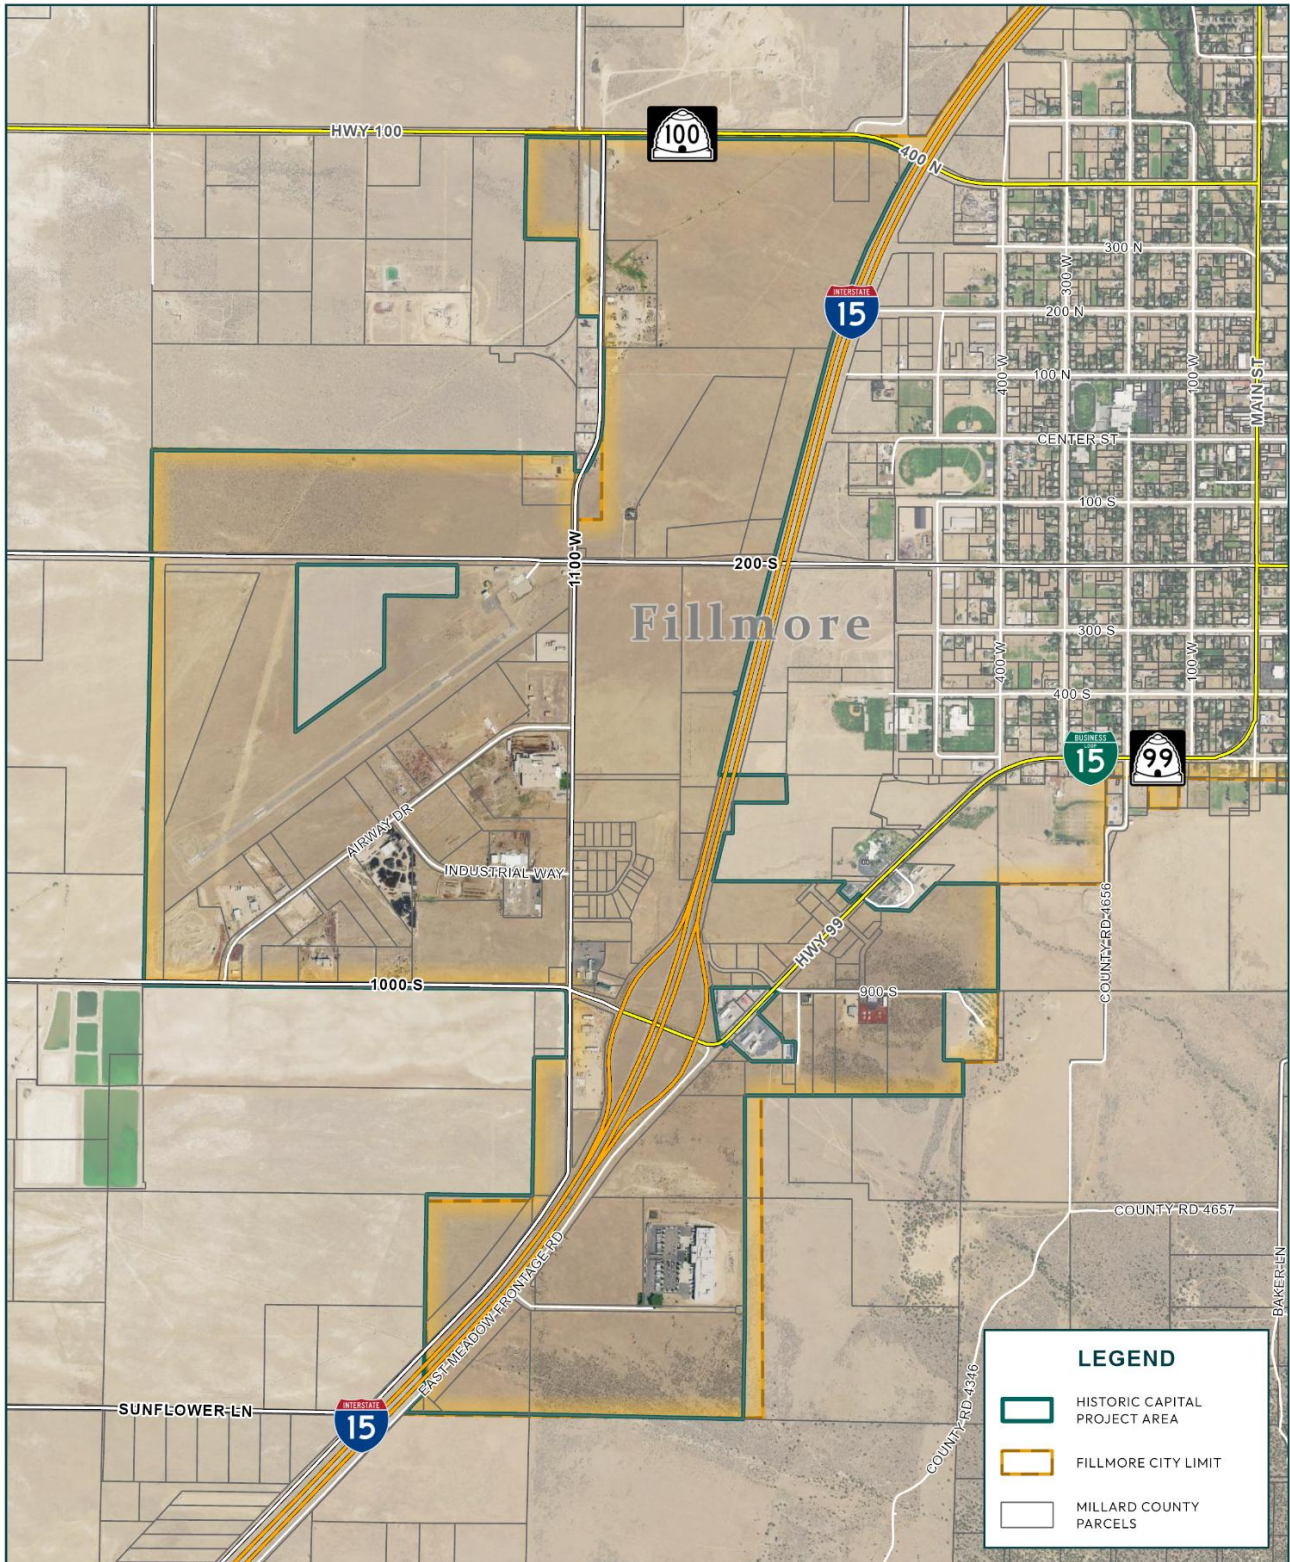 HWY 100
100
400 N
300 N
300 W
INTERSTATE
15
200 N
100 N
400 W
100 W
MAIN ST
CENTER ST
100 S
1100 W
200 S
Fillmore
300 S
400 W
100 W
400 S
BUSINESS
LOOP
15
99
AIRWAY DR
INDUSTRIAL WAY
HWY 99
COUNTY RD 4656
1000 S
900 S
COUNTY RD 4657
BAKER LN
EAST MEADOW FRONTAGE RD
COUNTY RD 4346
SUNFLOWER LN
INTERSTATE
15
LEGEND
HISTORIC CAPITAL
PROJECT AREA
FILLMORE CITY LIMIT
MILLARD COUNTY
PARCELS